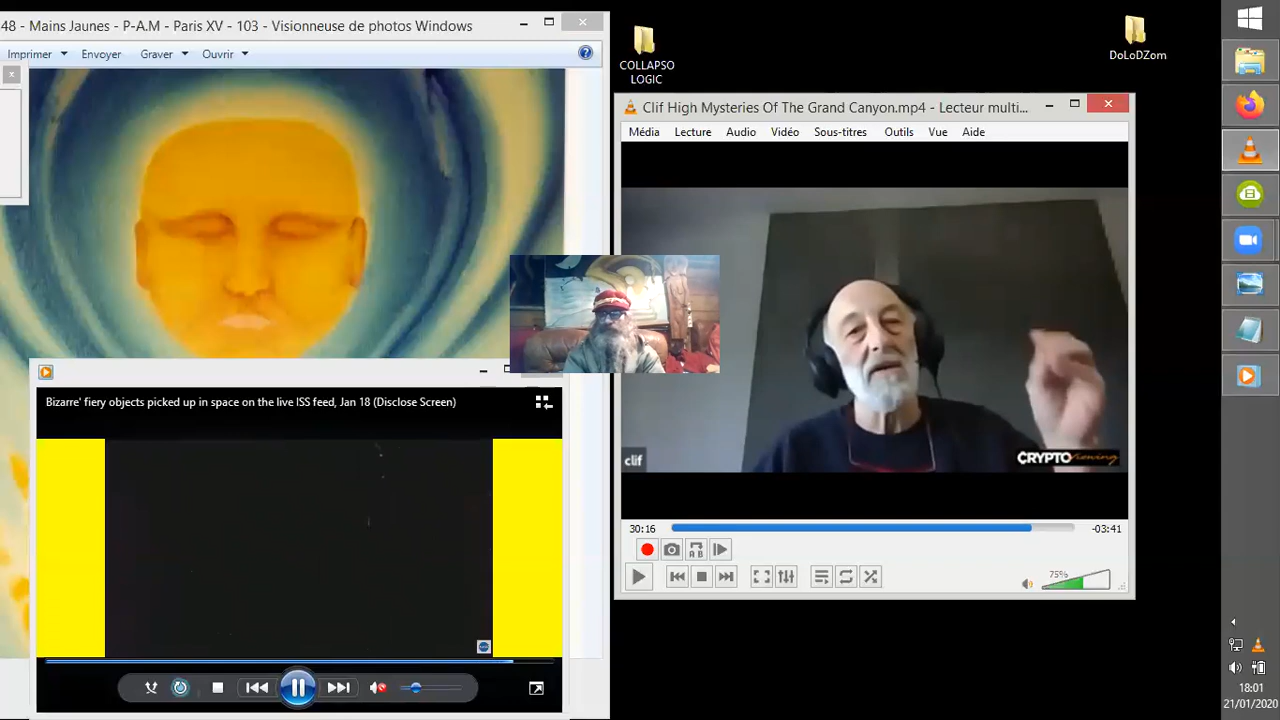 48 - Mains Jaunes - P-A.M - Paris XV - 103 - Visionneuse de photos Windows
Imprimer Envoyer Graver Ouvrir
COLLAPSO
LOGIC
DoLoDZom
Clif High Mysteries Of The Grand Canyon.mp4 - Lecteur multi...
Média Lecture Audio Vidéo Sous-titres Outils Vue Aide
clif
CRYPTOViewing
30:16 -03:41
75%
Bizarre' fiery objects picked up in space on the live ISS feed, Jan 18 (Disclose Screen)
18:01
21/01/2020